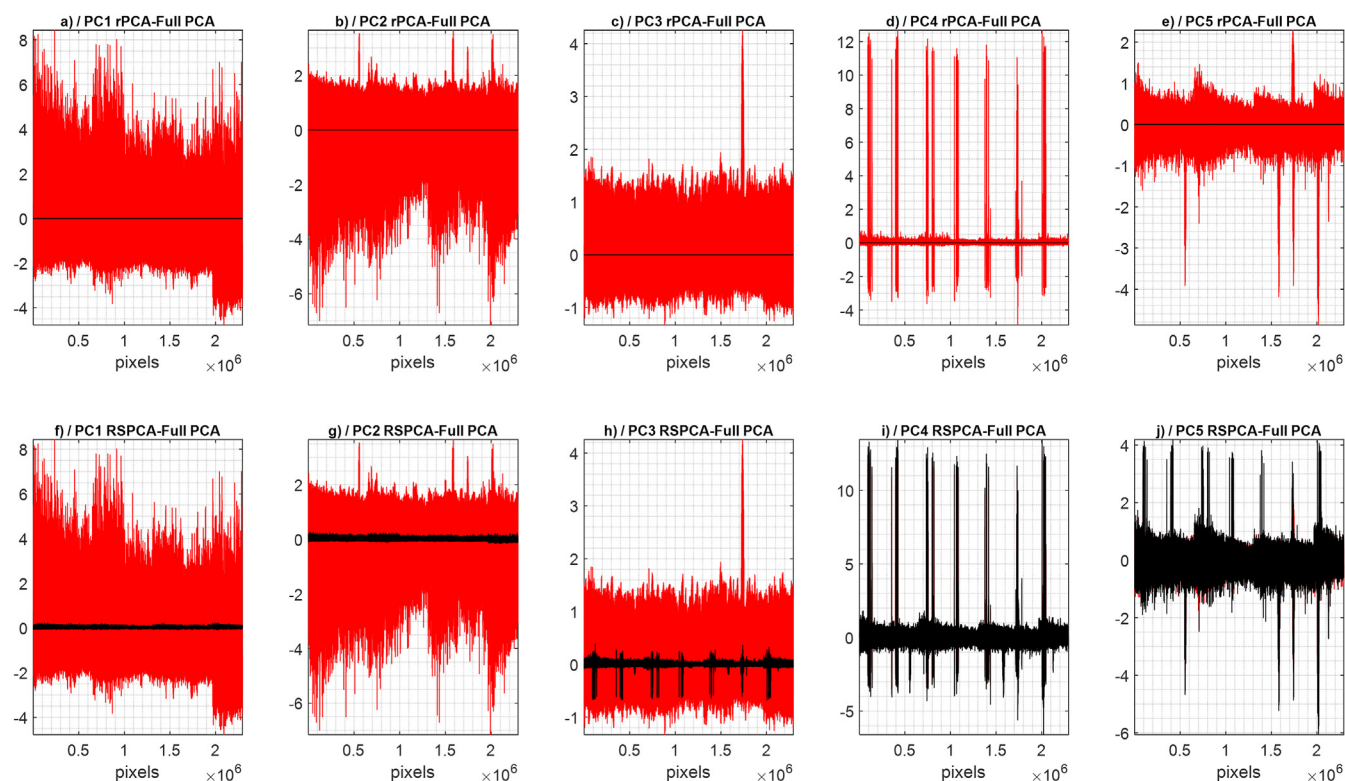 a) / PC1 rPCA-Full PCA
b) / PC2 rPCA-Full PCA
c) / PC3 rPCA-Full PCA
d) / PC4 rPCA-Full PCA
e) / PC5 rPCA-Full PCA
8
6
4
2
0
-2
-4
0.5 1 1.5 2
pixels ×10^6
2
0
-2
-4
-6
0.5 1 1.5 2
pixels ×10^6
4
3
2
1
0
-1
0.5 1 1.5 2
pixels ×10^6
12
10
8
6
4
2
0
-2
-4
0.5 1 1.5 2
pixels ×10^6
2
1
0
-1
-2
-3
-4
0.5 1 1.5 2
pixels ×10^6
f) / PC1 RSPCA-Full PCA
g) / PC2 RSPCA-Full PCA
h) / PC3 RSPCA-Full PCA
i) / PC4 RSPCA-Full PCA
j) / PC5 RSPCA-Full PCA
8
6
4
2
0
-2
-4
0.5 1 1.5 2
pixels ×10^6
2
0
-2
-4
-6
0.5 1 1.5 2
pixels ×10^6
4
3
2
1
0
-1
0.5 1 1.5 2
pixels ×10^6
10
5
0
-5
0.5 1 1.5 2
pixels ×10^6
4
2
0
-2
-4
-6
0.5 1 1.5 2
pixels ×10^6